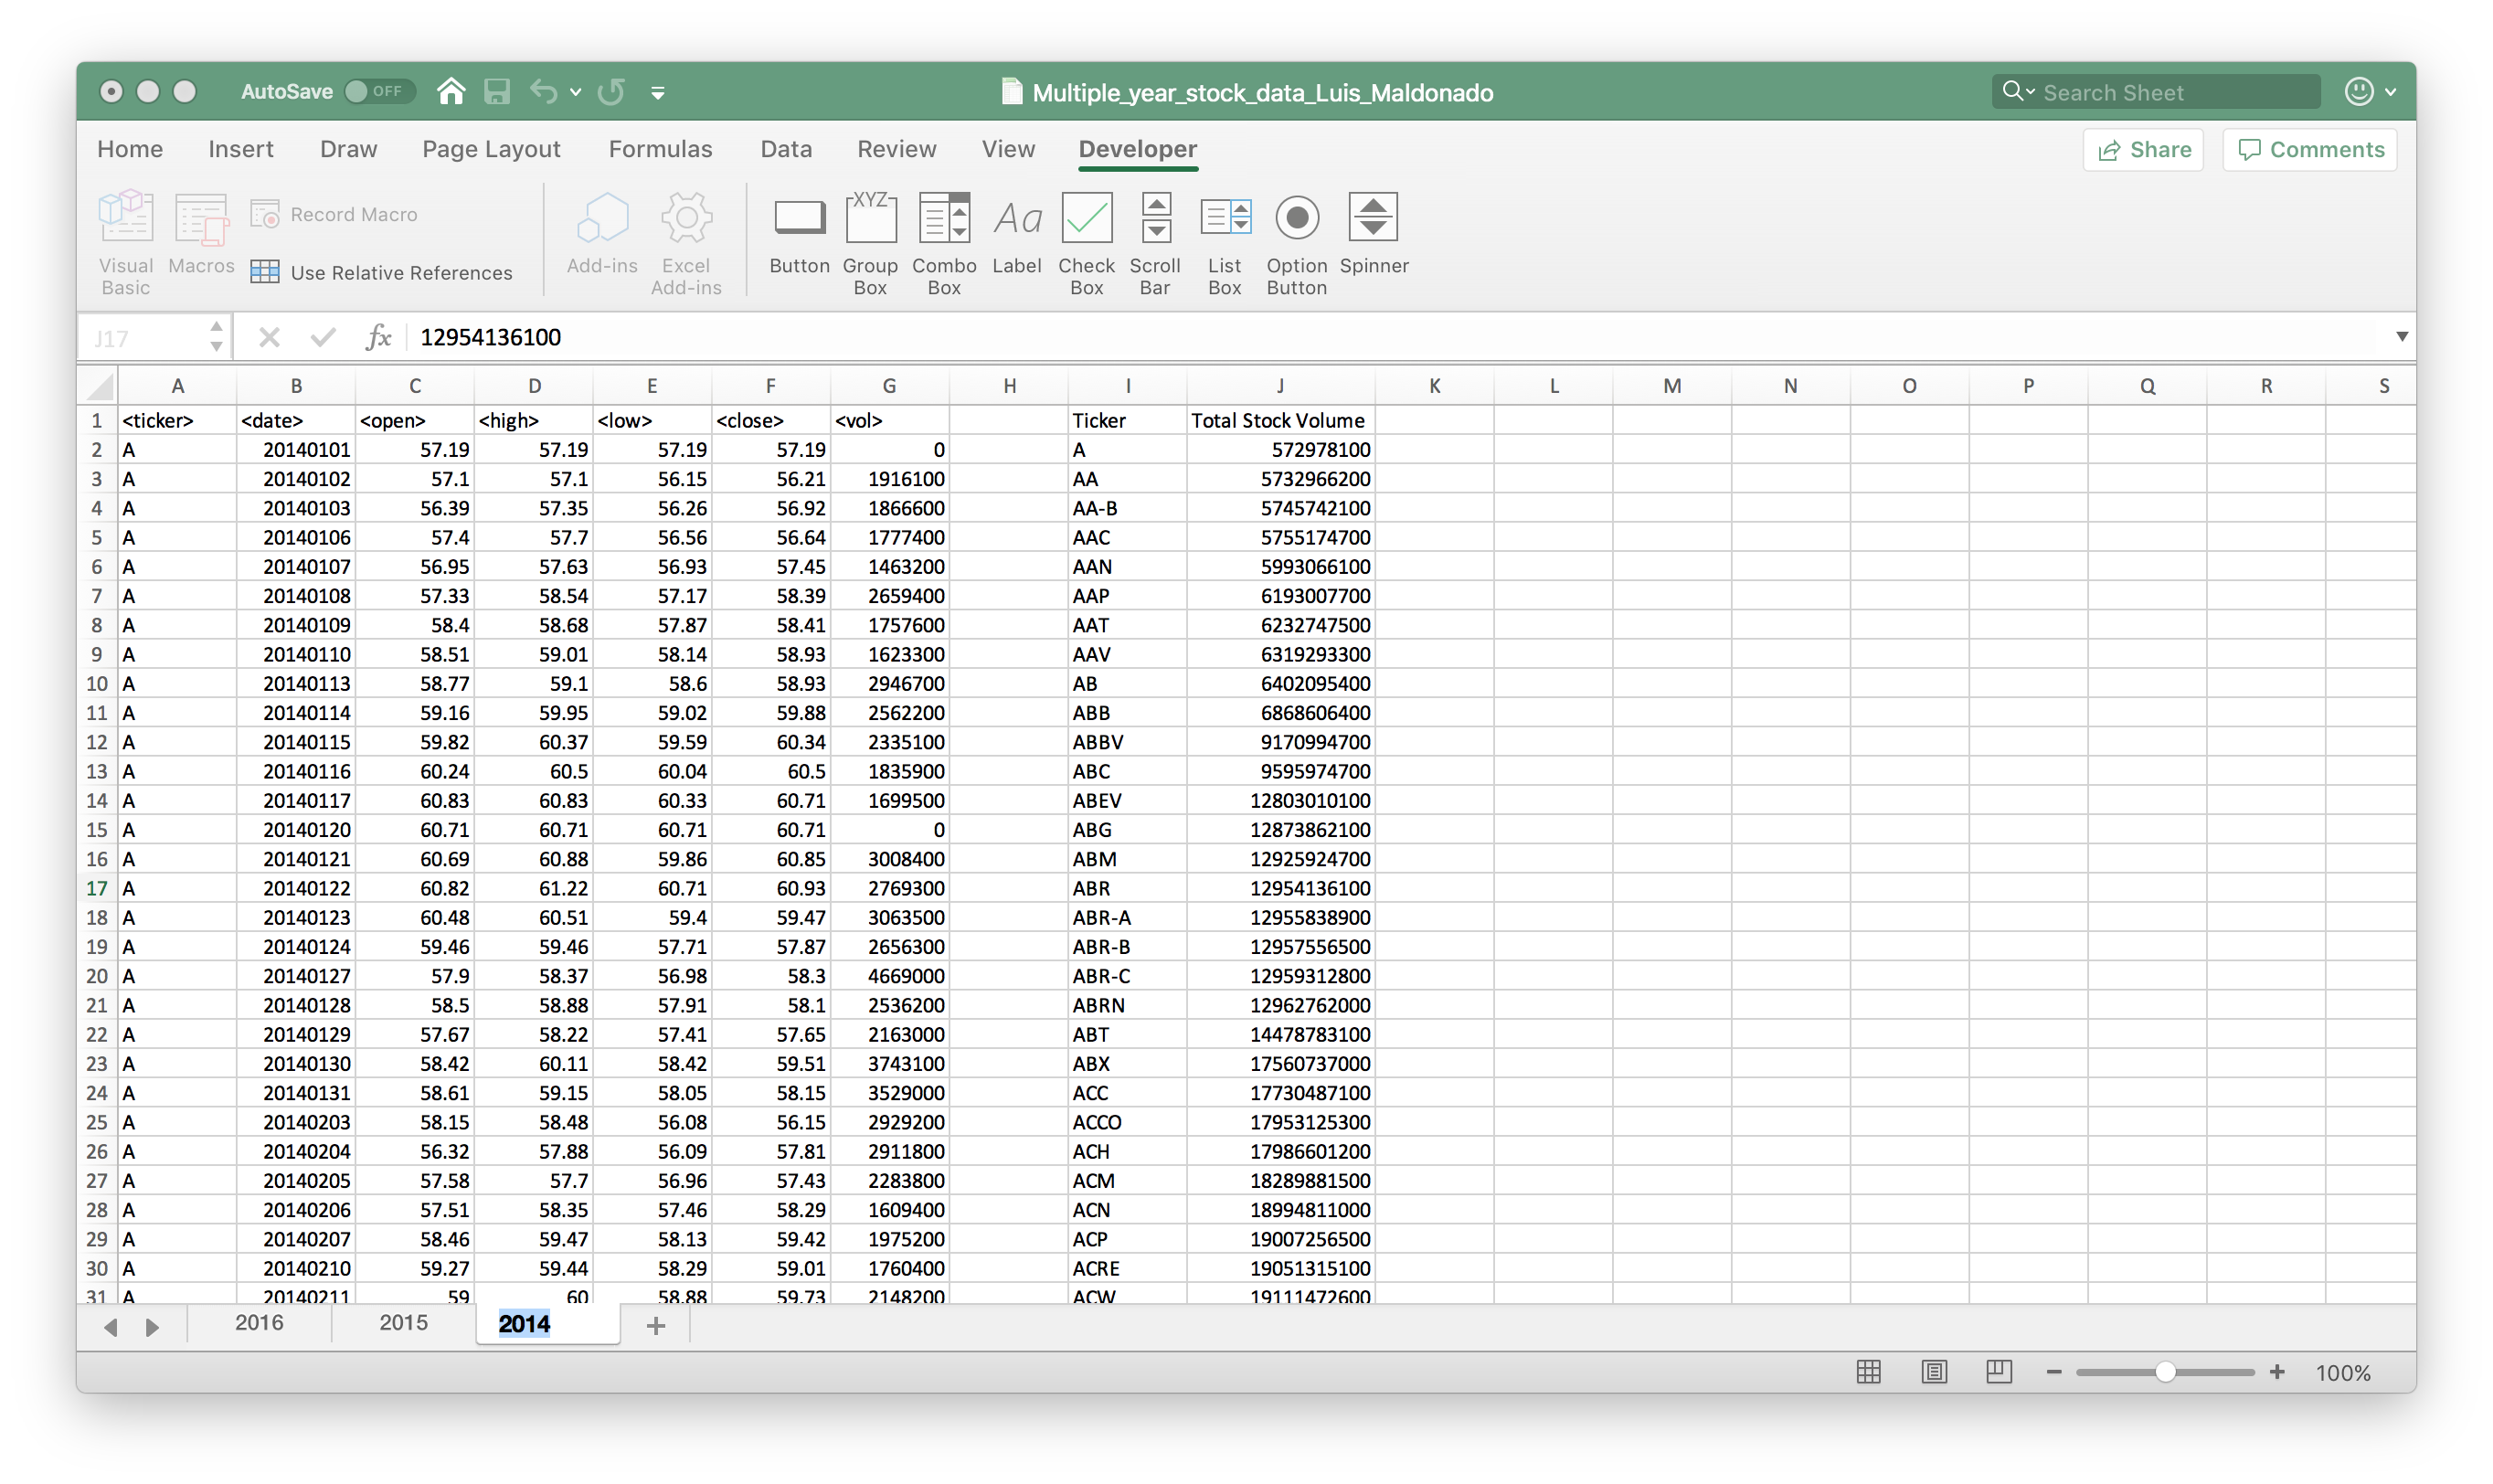 AutoSave OFF Multiple_year_stock_data_Luis_Maldonado Search Sheet
Home Insert Draw Page Layout Formulas Data Review View Developer Share Comments
Visual Basic Macros Record Macro Use Relative References Add-ins Excel Add-ins Button Group Box XYZ Combo Box Aa Label Check Box Scroll Bar List Box Option Button Spinner
J17 fx 12954136100
A B C D E F G H I J K L M N O P Q R S
1 <ticker> <date> <open> <high> <low> <close> <vol> Ticker Total Stock Volume
2 A 20140101 57.19 57.19 57.19 57.19 0 A 572978100
3 A 20140102 57.1 57.1 56.15 56.21 1916100 AA 5732966200
4 A 20140103 56.39 57.35 56.26 56.92 1866600 AA-B 5745742100
5 A 20140106 57.4 57.7 56.56 56.64 1777400 AAC 5755174700
6 A 20140107 56.95 57.63 56.93 57.45 1463200 AAN 5993066100
7 A 20140108 57.33 58.54 57.17 58.39 2659400 AAP 6193007700
8 A 20140109 58.4 58.68 57.87 58.41 1757600 AAT 6232747500
9 A 20140110 58.51 59.01 58.14 58.93 1623300 AAV 6319293300
10 A 20140113 58.77 59.1 58.6 58.93 2946700 AB 6402095400
11 A 20140114 59.16 59.95 59.02 59.88 2562200 ABB 6868606400
12 A 20140115 59.82 60.37 59.59 60.34 2335100 ABBV 9170994700
13 A 20140116 60.24 60.5 60.04 60.5 1835900 ABC 9595974700
14 A 20140117 60.83 60.83 60.33 60.71 1699500 ABEV 12803010100
15 A 20140120 60.71 60.71 60.71 60.71 0 ABG 12873862100
16 A 20140121 60.69 60.88 59.86 60.85 3008400 ABM 12925924700
17 A 20140122 60.82 61.22 60.71 60.93 2769300 ABR 12954136100
18 A 20140123 60.48 60.51 59.4 59.47 3063500 ABR-A 12955838900
19 A 20140124 59.46 59.46 57.71 57.87 2656300 ABR-B 12957556500
20 A 20140127 57.9 58.37 56.98 58.3 4669000 ABR-C 12959312800
21 A 20140128 58.5 58.88 57.91 58.1 2536200 ABRN 12962762000
22 A 20140129 57.67 58.22 57.41 57.65 2163000 ABT 14478783100
23 A 20140130 58.42 60.11 58.42 59.51 3743100 ABX 17560737000
24 A 20140131 58.61 59.15 58.05 58.15 3529000 ACC 17730487100
25 A 20140203 58.15 58.48 56.08 56.15 2929200 ACCO 17953125300
26 A 20140204 56.32 57.88 56.09 57.81 2911800 ACH 17986601200
27 A 20140205 57.58 57.7 56.96 57.43 2283800 ACM 18289881500
28 A 20140206 57.51 58.35 57.46 58.29 1609400 ACN 18994811000
29 A 20140207 58.46 59.47 58.13 59.42 1975200 ACP 19007256500
30 A 20140210 59.27 59.44 58.29 59.01 1760400 ACRE 19051315100
31 A 20140211 59 60 58.88 59.73 2148200 ACW 19111472600
2016 2015 2014
100%